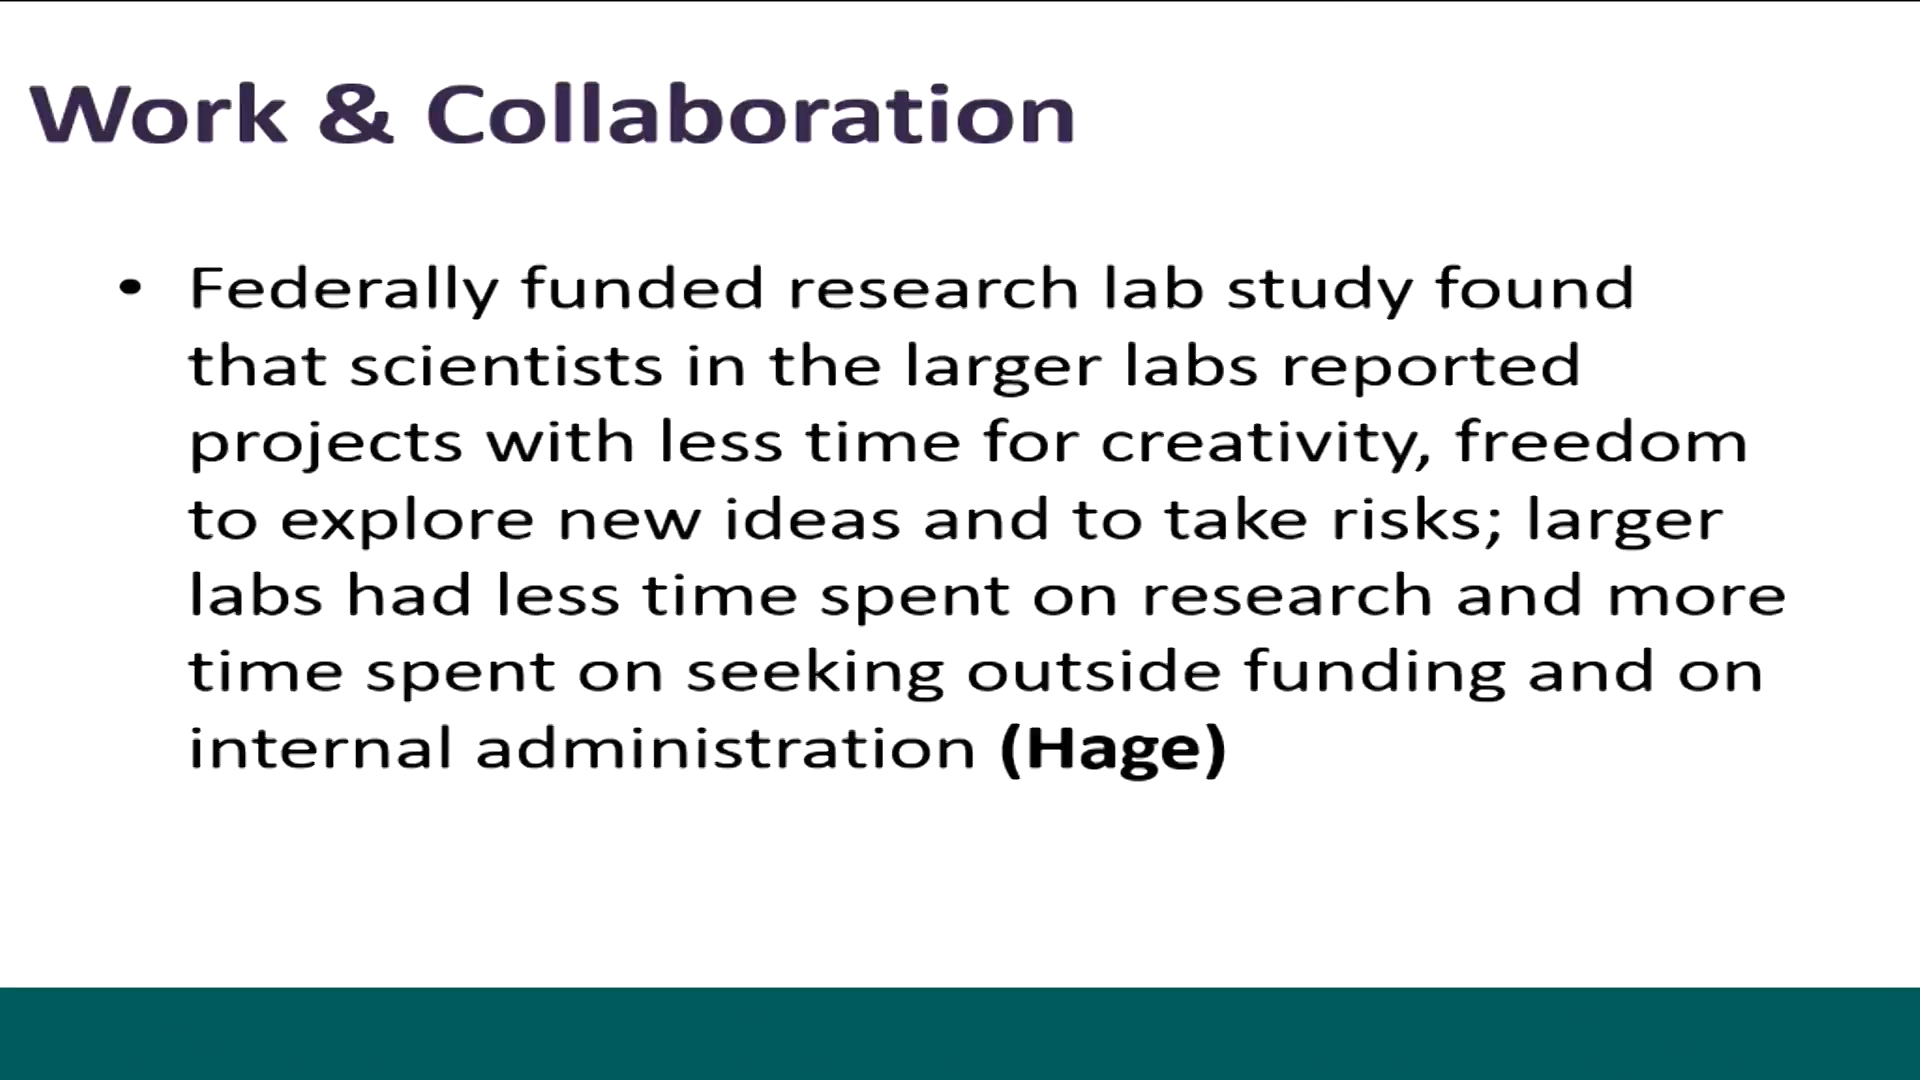 Work & Collaboration
• Federally funded research lab study found
that scientists in the larger labs reported
projects with less time for creativity, freedom
to explore new ideas and to take risks; larger
labs had less time spent on research and more
time spent on seeking outside funding and on
internal administration (Hage)